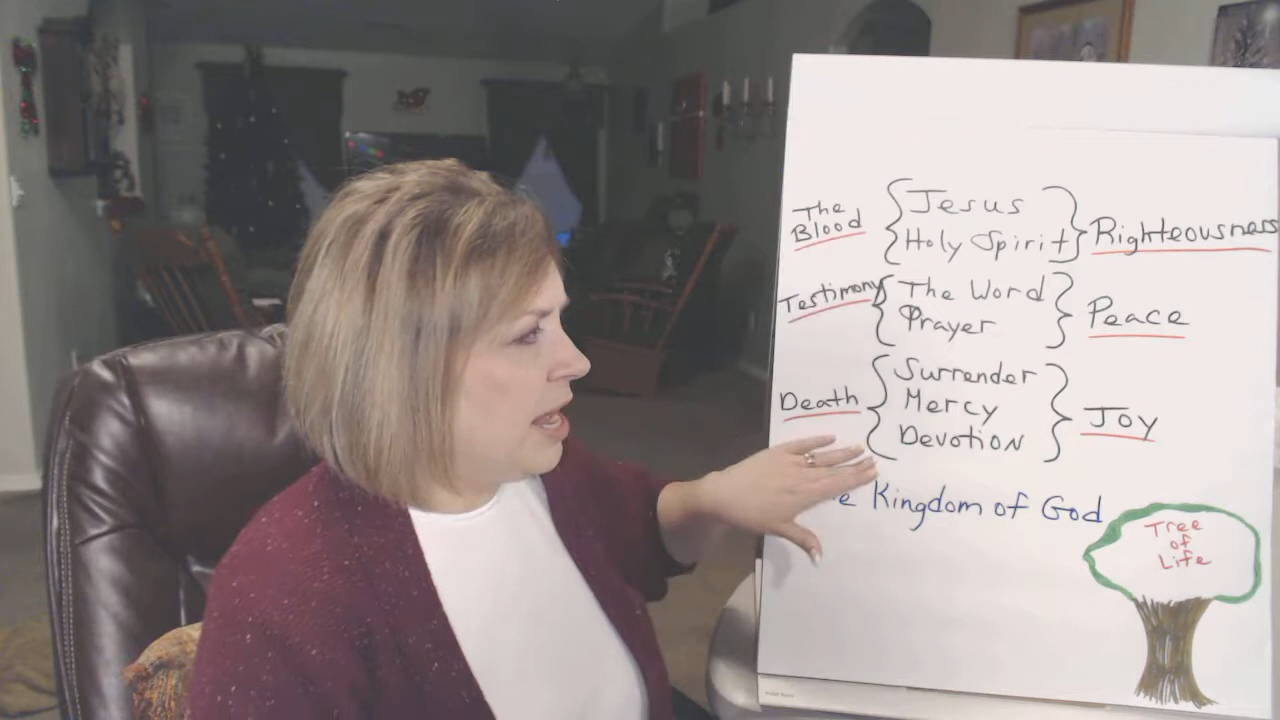 The
Blood
Jesus
Holy Spirit
Righteousness
Testimony
The Word
Prayer
Peace
Death
Surrender
Mercy
Devotion
Joy
Kingdom of God
Tree
of
Life